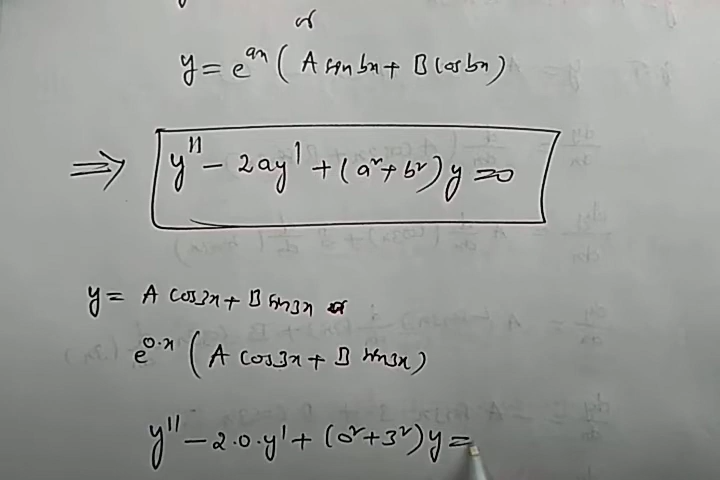 or
y = e^{ax} ( A sin bx + B cos bx )
⇒ y'' - 2ay' + (a² + b²) y = 0
y = A cos3x + B sin3x or
e^{0·x} ( A cos3x + B sin3x )
y'' - 2·0·y' + (0² + 3²) y =